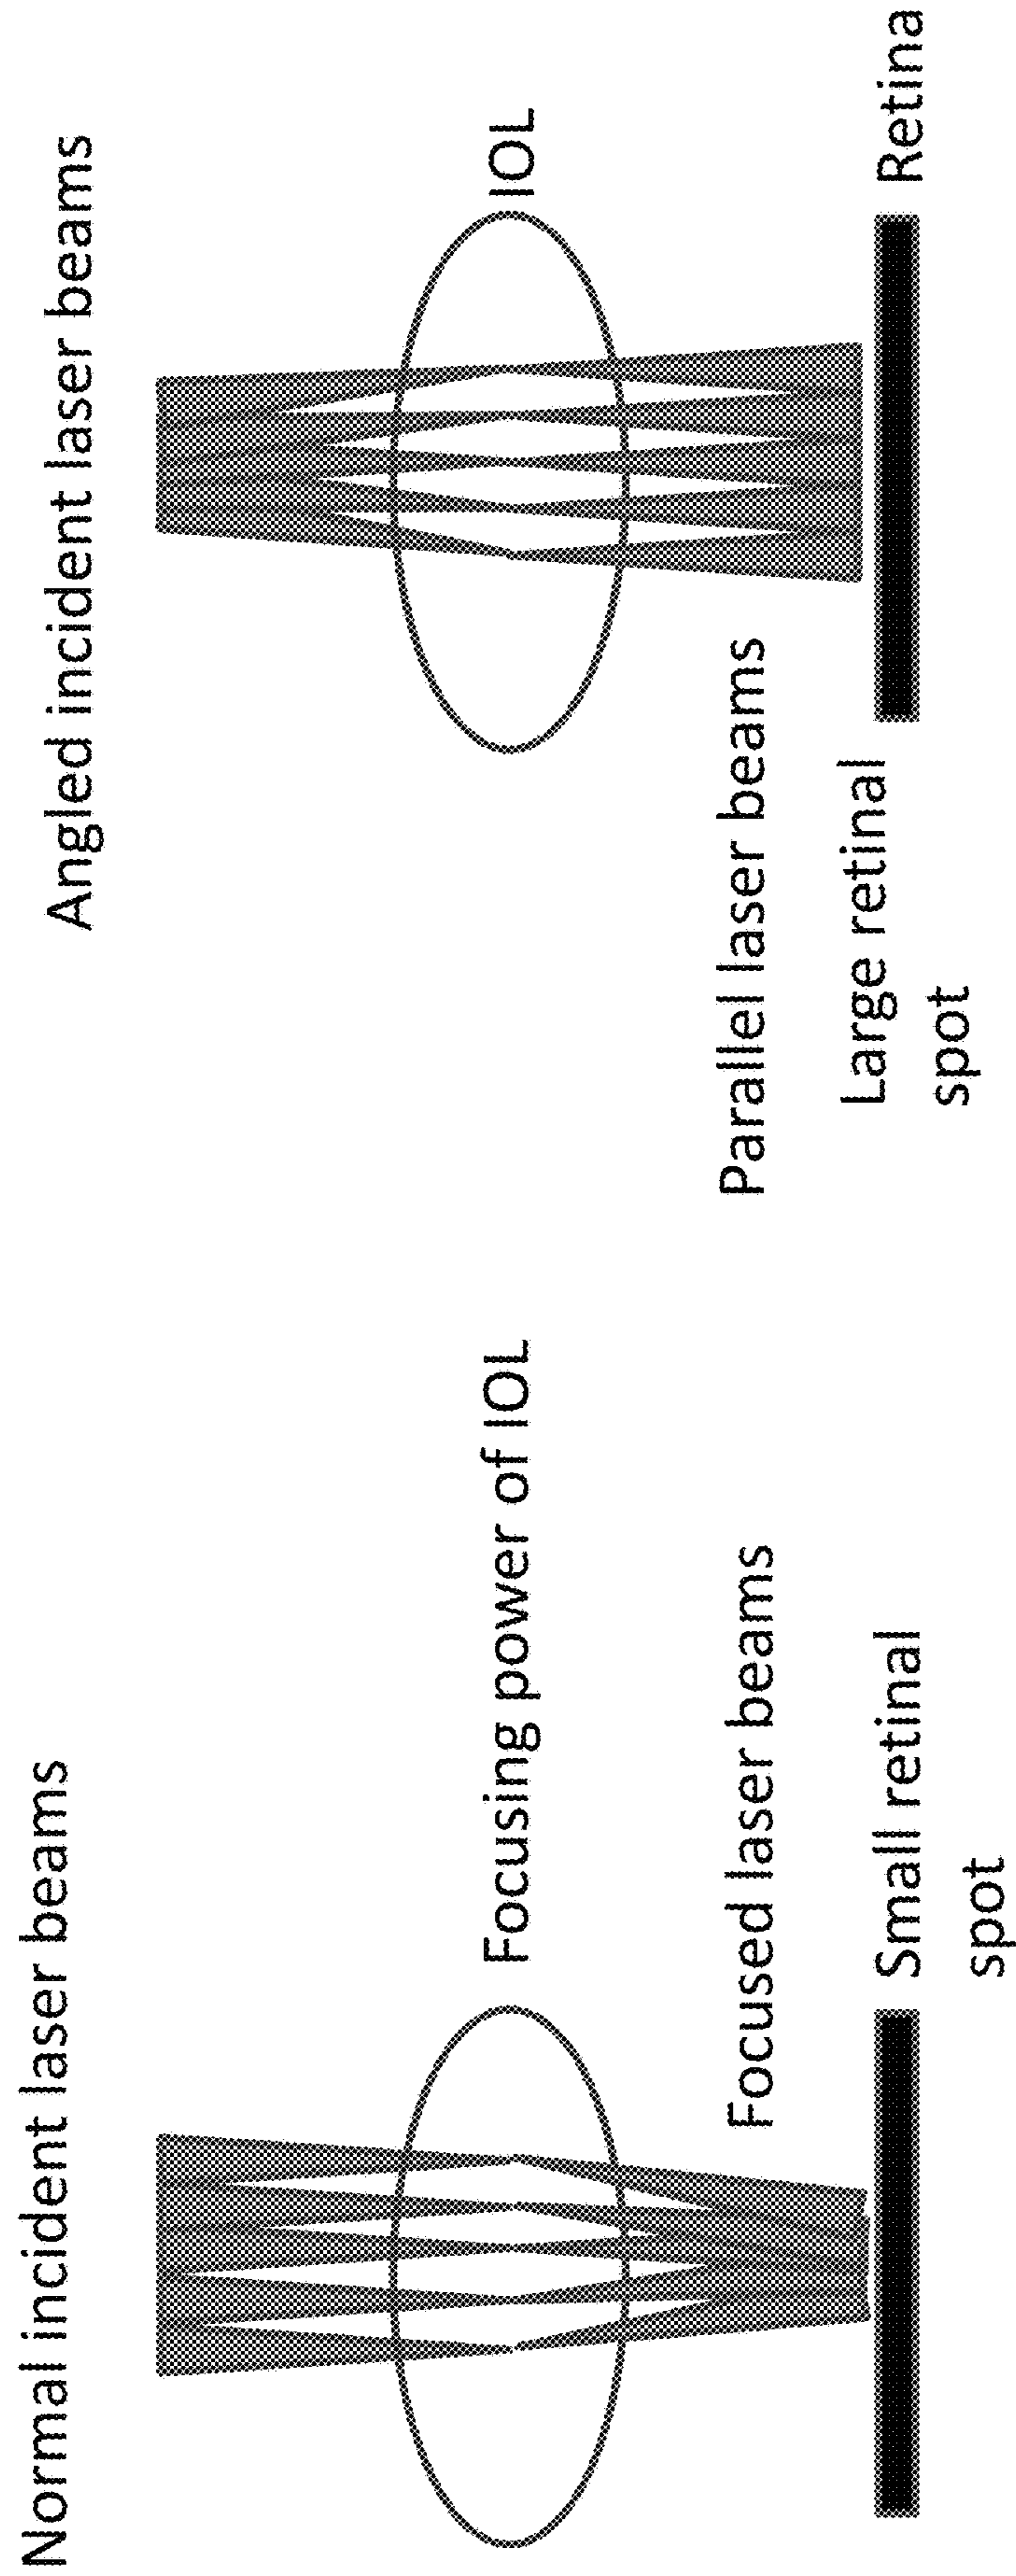 Normal incident laser beams
Focusing power of IOL
Focused laser beams
Small retinal
spot
Angled incident laser beams
IOL
Parallel laser beams
Large retinal
spot
Retina